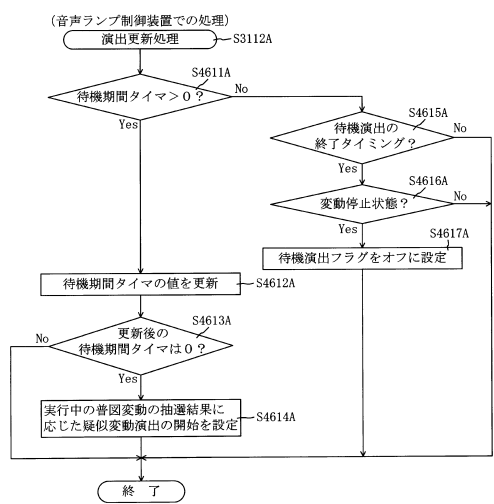 (音声ランプ制御装置での処理)
演出更新処理
S3112A
S4611A
待機期間タイマ>0?
No
Yes
S4615A
待機演出の
終了タイミング?
No
Yes
S4616A
変動停止状態?
No
Yes
S4617A
待機演出フラグをオフに設定
待機期間タイマの値を更新
S4612A
S4613A
更新後の
待機期間タイマは0?
No
Yes
実行中の普図変動の抽選結果に
応じた疑似変動演出の開始を設定
S4614A
終 了